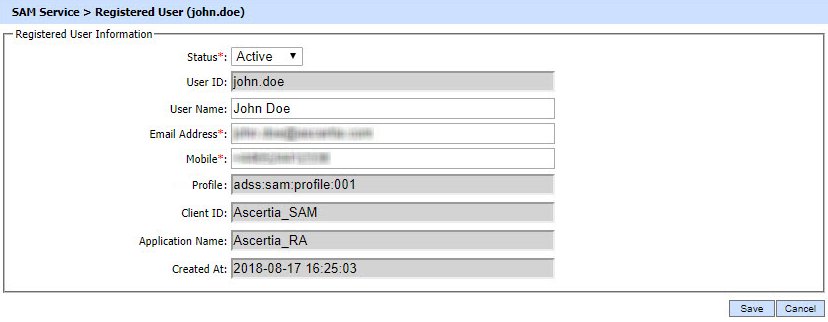 SAM Service > Registered User (john.doe)
Registered User Information
Status*: Active
User ID: john.doe
User Name: John Doe
Email Address*:
Mobile*:
Profile: adss:sam:profile:001
Client ID: Ascertia_SAM
Application Name: Ascertia_RA
Created At: 2018-08-17 16:25:03
Save Cancel